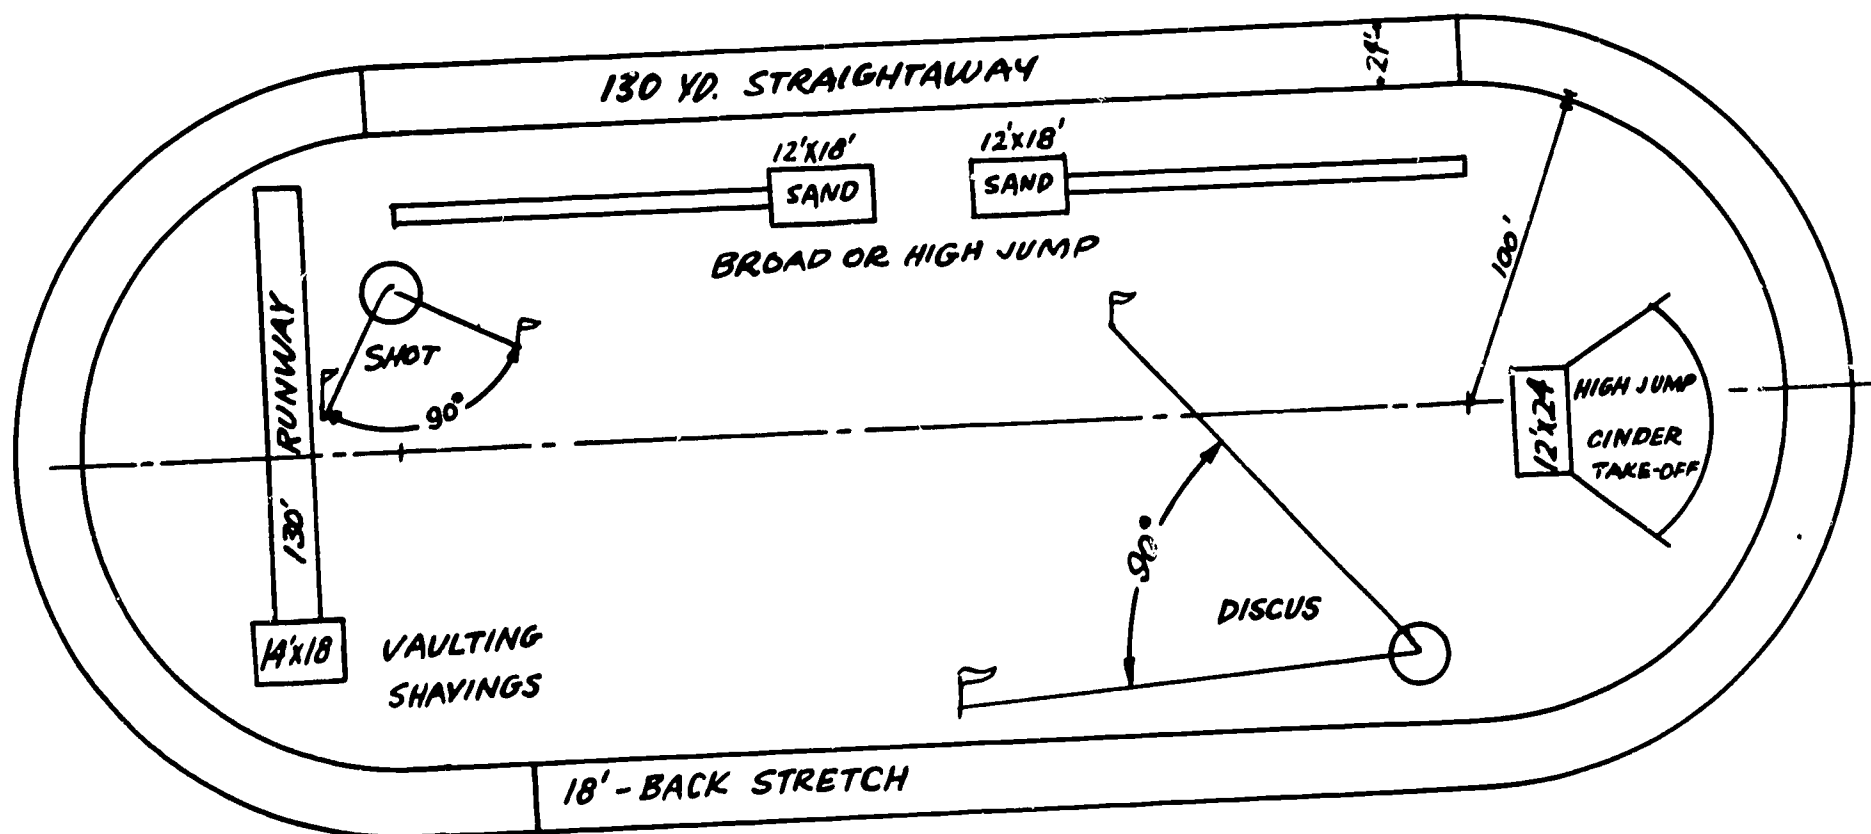 130 YD. STRAIGHTAWAY
24'
12'X18'
12'X18'
SAND
SAND
BROAD OR HIGH JUMP
100'
RUNWAY
130'
SHOT
90°
12'X24
HIGH JUMP
CINDER
TAKE-OFF
90°
DISCUS
14'X18
VAULTING
SHAVINGS
18' - BACK STRETCH